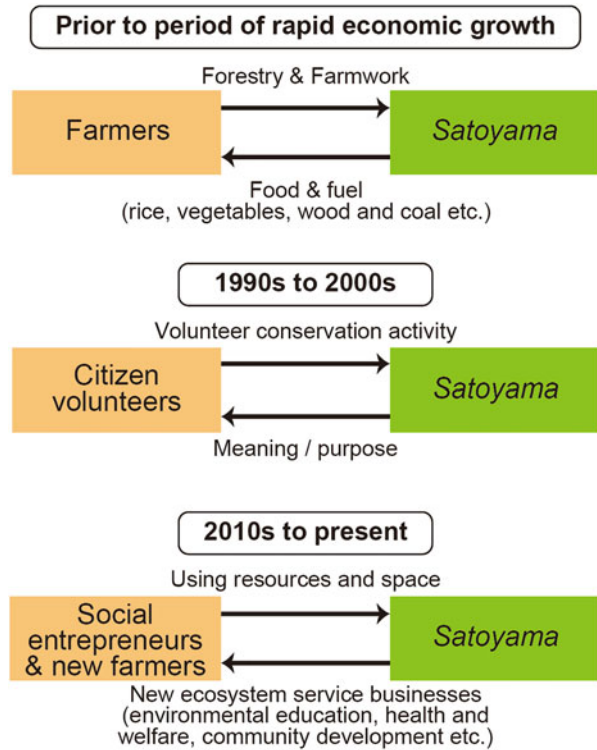 Prior to period of rapid economic growth
Forestry & Farmwork
Farmers
Satoyama
Food & fuel
(rice, vegetables, wood and coal etc.)
1990s to 2000s
Volunteer conservation activity
Citizen
volunteers
Satoyama
Meaning / purpose
2010s to present
Using resources and space
Social
entrepreneurs
& new farmers
Satoyama
New ecosystem service businesses
(environmental education, health and
welfare, community development etc.)